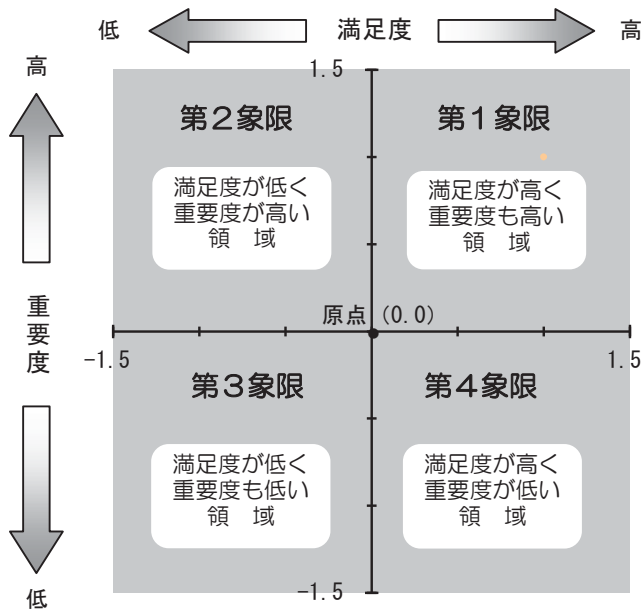 低 満足度 高
高
1.5
第2象限 第1象限
満足度が低く
重要度が高い
領 域
満足度が高く
重要度も高い
領 域
重要度
原点 (0.0)
-1.5 1.5
第3象限 第4象限
満足度が低く
重要度も低い
領 域
満足度が高く
重要度が低い
領 域
低
-1.5